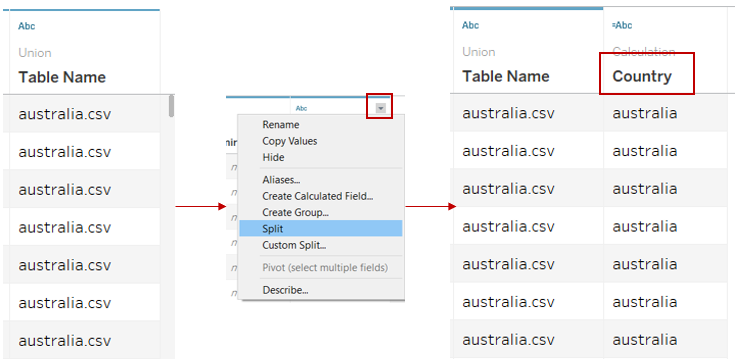 Abc
Union
Table Name
australia.csv
australia.csv
australia.csv
australia.csv
australia.csv
australia.csv
australia.csv
Abc
Rename
Copy Values
Hide
Aliases...
Create Calculated Field...
Create Group...
Split
Custom Split...
Pivot (select multiple fields)
Describe...
Abc =Abc
Union Calculation
Table Name Country
australia.csv australia
australia.csv australia
australia.csv australia
australia.csv australia
australia.csv australia
australia.csv australia
australia.csv australia